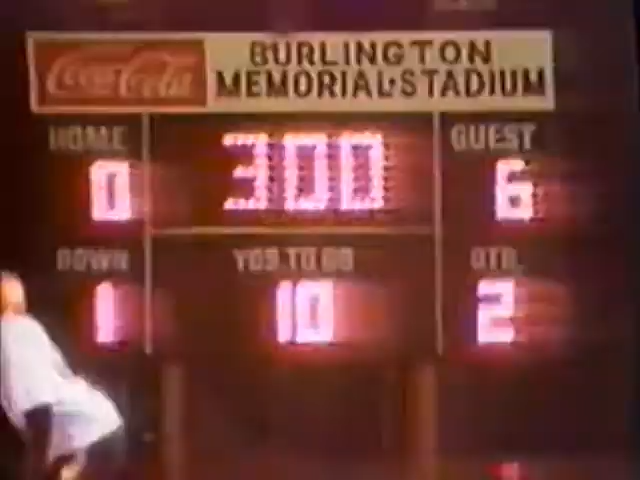 Coca-Cola
BURLINGTON
MEMORIAL·STADIUM
HOME
300
GUEST
0
6
DOWN
YDS TO GO
QTR.
1
10
2